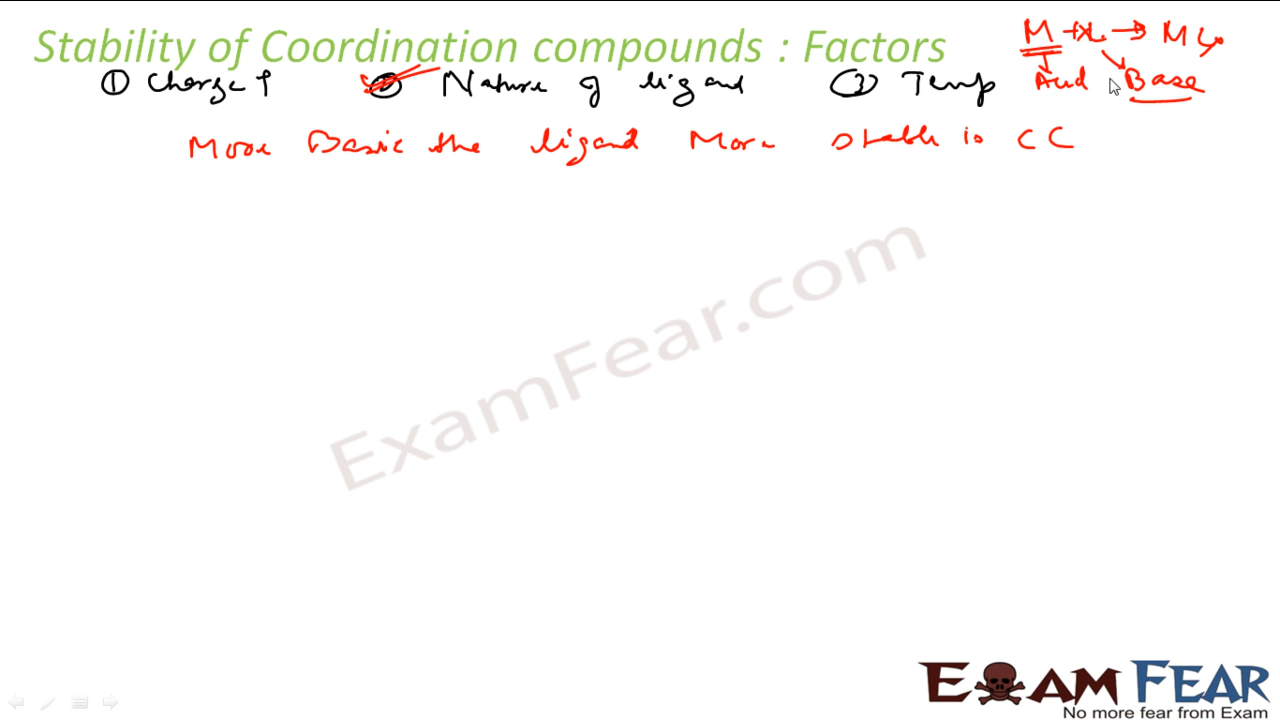 Stability of Coordination compounds : Factors
M + xL → MLx
Acid Base
① Charge↑ ② Nature of ligand ③ Temp
More Basic the ligand More stable is CC
ExamFear.com
EXAM FEAR
No more fear from Exam